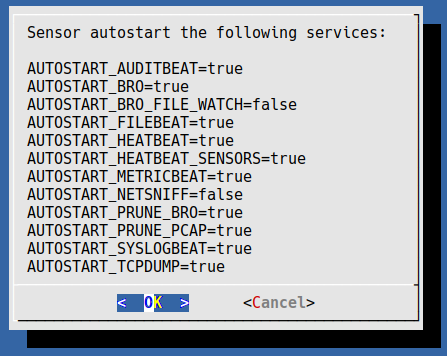 Sensor autostart the following services:
AUTOSTART_AUDITBEAT=true
AUTOSTART_BRO=true
AUTOSTART_BRO_FILE_WATCH=false
AUTOSTART_FILEBEAT=true
AUTOSTART_HEATBEAT=true
AUTOSTART_HEATBEAT_SENSORS=true
AUTOSTART_METRICBEAT=true
AUTOSTART_NETSNIFF=false
AUTOSTART_PRUNE_BRO=true
AUTOSTART_PRUNE_PCAP=true
AUTOSTART_SYSLOGBEAT=true
AUTOSTART_TCPDUMP=true
< OK > <Cancel>